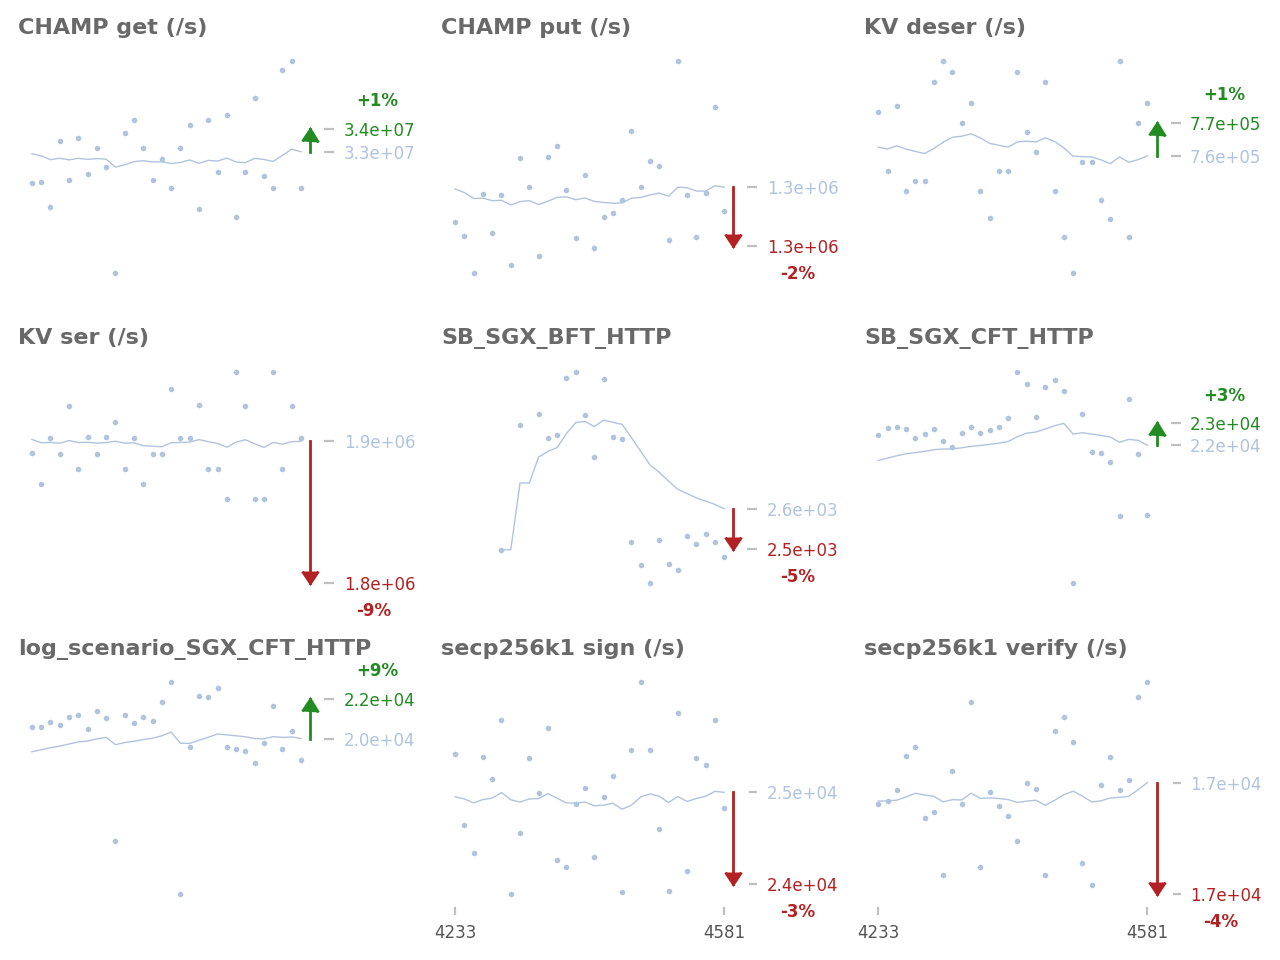 CHAMP get (/s)
+1%
3.4e+07
3.3e+07
CHAMP put (/s)
1.3e+06
1.3e+06
-2%
KV deser (/s)
+1%
7.7e+05
7.6e+05
KV ser (/s)
1.9e+06
1.8e+06
-9%
SB_SGX_BFT_HTTP
2.6e+03
2.5e+03
-5%
SB_SGX_CFT_HTTP
+3%
2.3e+04
2.2e+04
log_scenario_SGX_CFT_HTTP
+9%
2.2e+04
2.0e+04
secp256k1 sign (/s)
2.5e+04
2.4e+04
-3%
4233
4581
secp256k1 verify (/s)
1.7e+04
1.7e+04
-4%
4233
4581